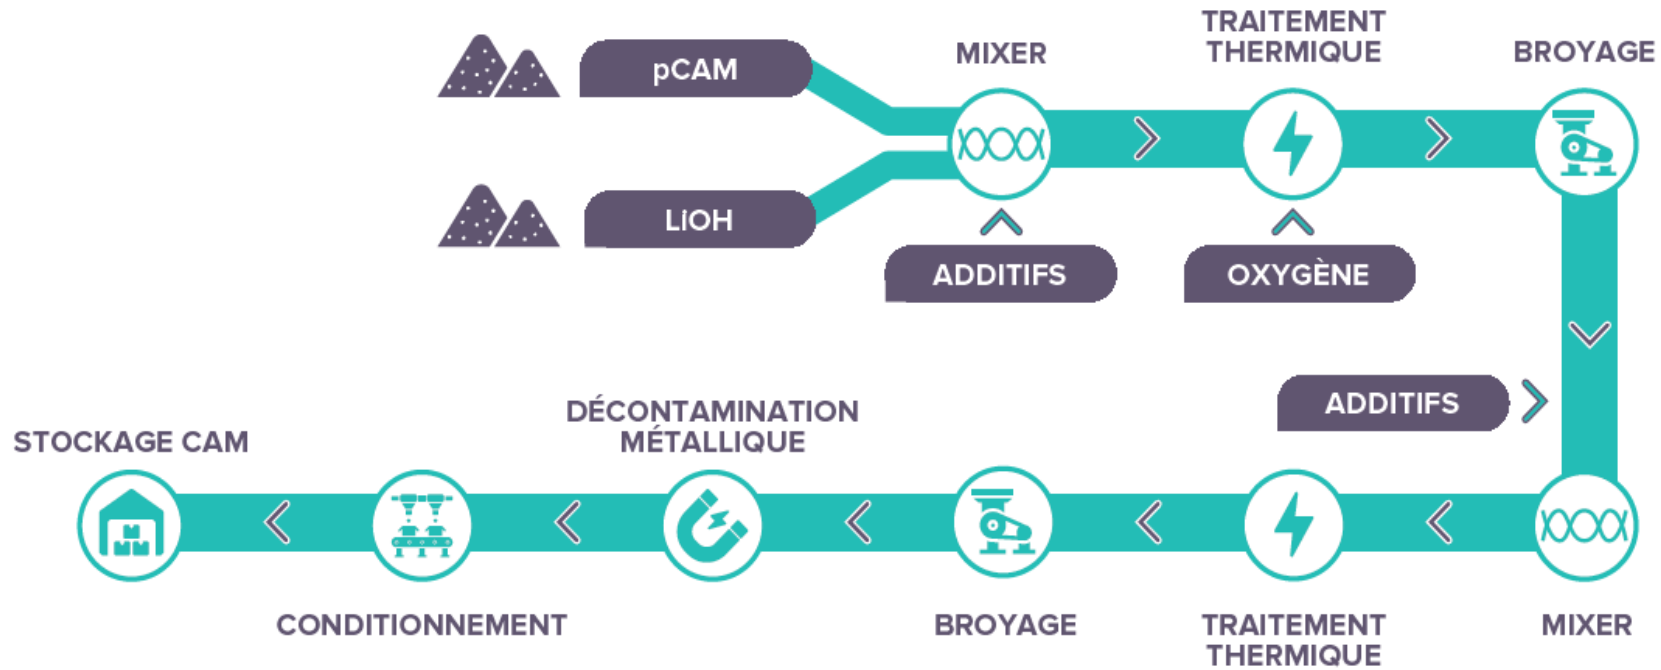 pCAM
LiOH
MIXER
ADDITIFS
TRAITEMENT
THERMIQUE
OXYGÈNE
BROYAGE
ADDITIFS
MIXER
TRAITEMENT
THERMIQUE
BROYAGE
DÉCONTAMINATION
MÉTALLIQUE
CONDITIONNEMENT
STOCKAGE CAM